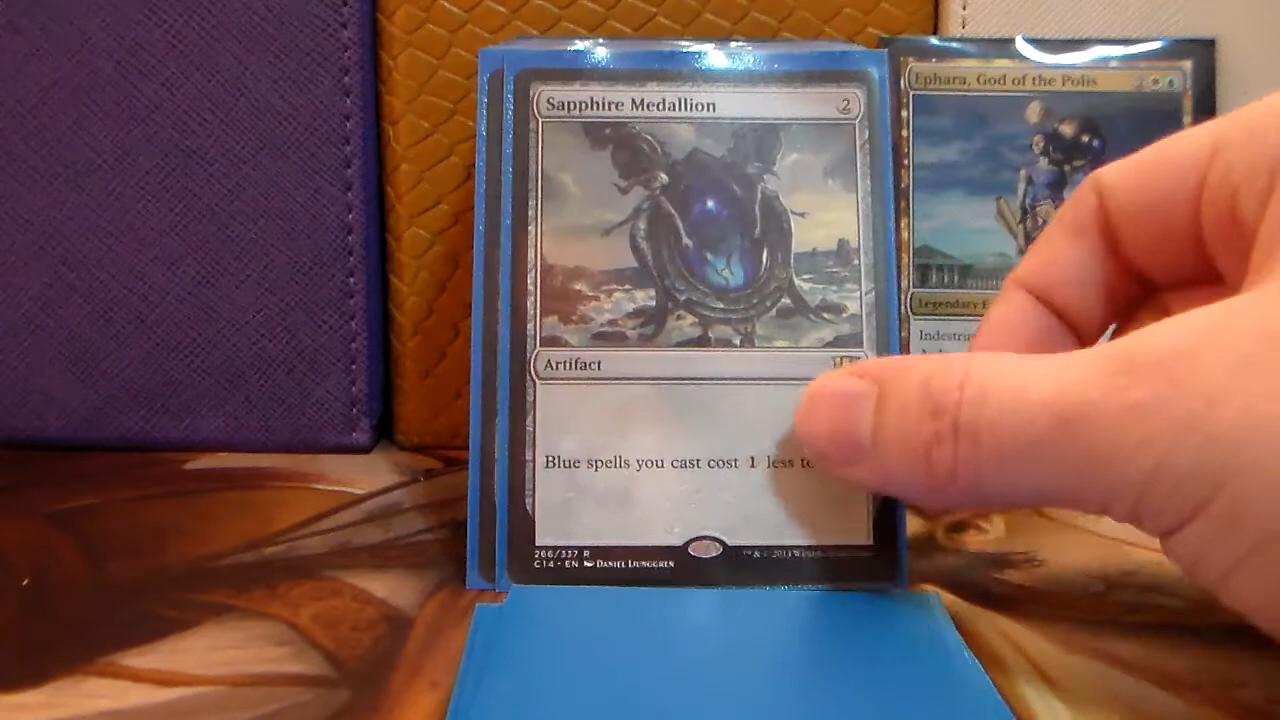 Sapphire Medallion 2
Artifact
Blue spells you cast cost 1 less to
266/337 R
C14 - EN DANIEL LJUNGGREN
Ephara, God of the Polis 2
Legendary